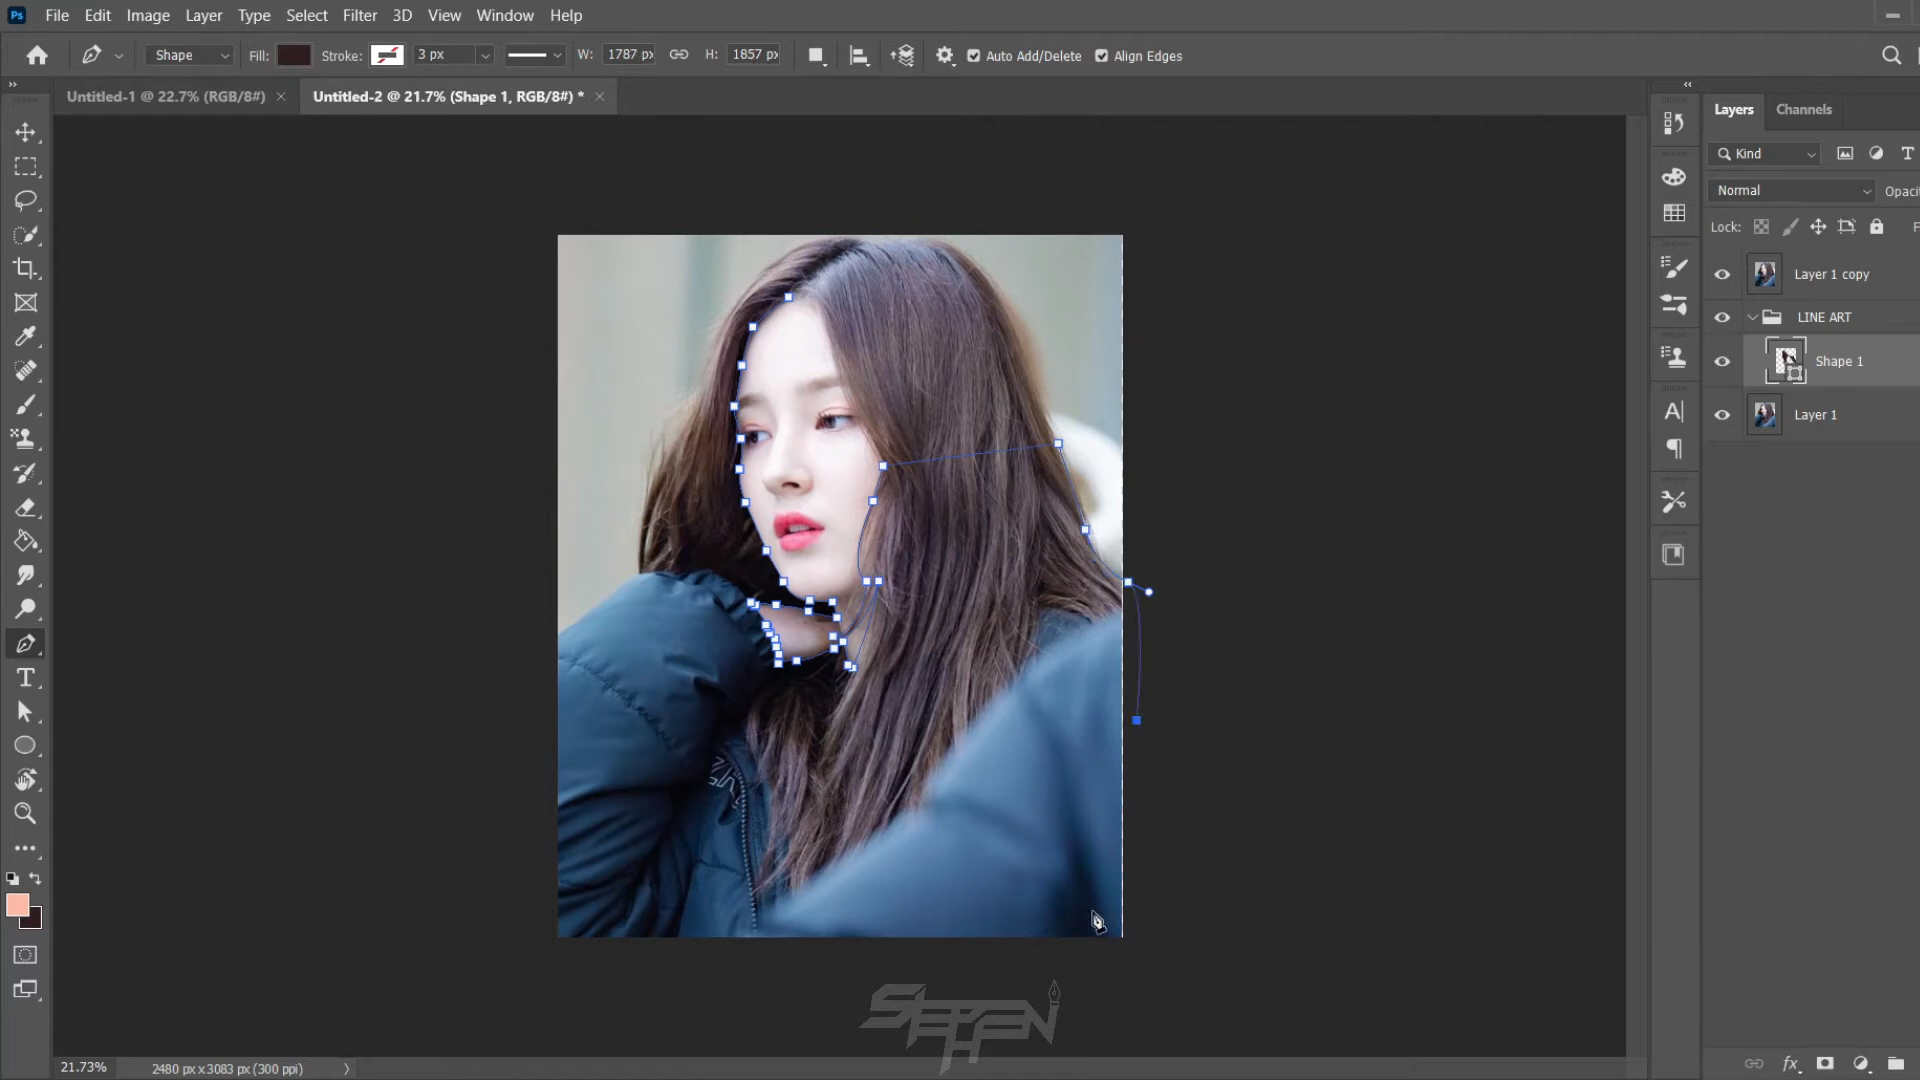 Ps File Edit Image Layer Type Select Filter 3D View Window Help
Shape Fill: Stroke: 3 px W: 1787 px H: 1857 px Auto Add/Delete Align Edges
Untitled-1 @ 22.7% (RGB/8#) × Untitled-2 @ 21.7% (Shape 1, RGB/8#) * ×
Layers Channels
Kind
Normal Opaci
Lock: F
Layer 1 copy
LINE ART
Shape 1
Layer 1
SEPHEN
21.73% 2480 px x 3083 px (300 ppi)
fx